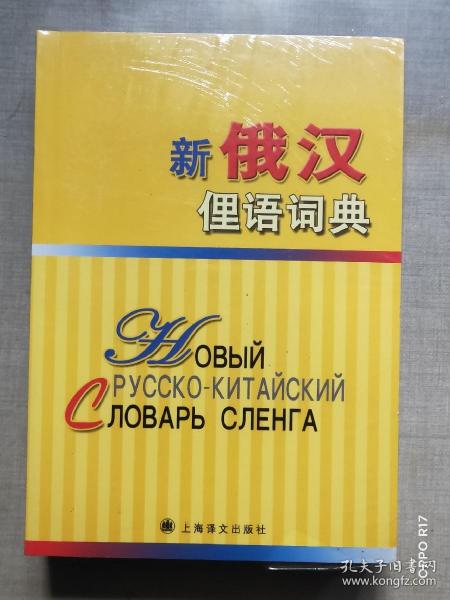 新 俄汉
俚语词典
Новый
РУССКО-КИТАЙСКИЙ
СЛОВАРЬ СЛЕНГА
上海译文出版社
OPPO R17
孔夫子旧书网
www.kongfz.com